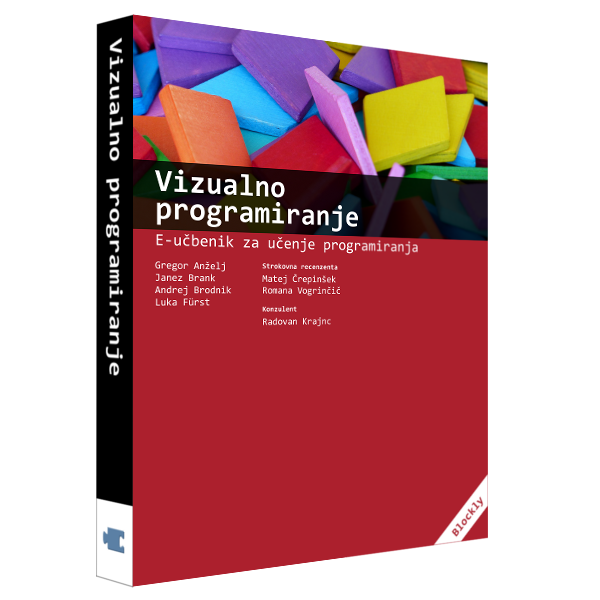 Vizualno programiranje
Vizualno
programiranje
E-učbenik za učenje programiranja
Gregor Anželj
Janez Brank
Andrej Brodnik
Luka Fürst
Strokovna recenzenta
Matej Črepinšek
Romana Vogrinčič
Konzulent
Radovan Krajnc
Blockly